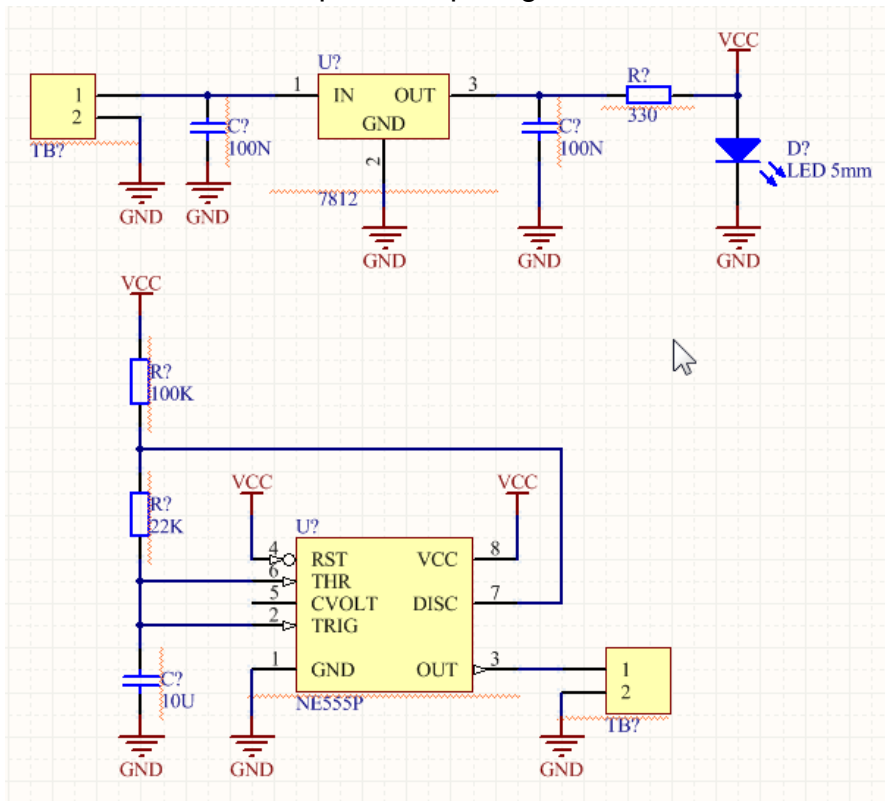 VCC
U?
R?
1
1
IN
OUT
3
2
GND
330
C?
100N
C?
100N
D?
LED 5mm
TB?
2
7812
GND
GND
GND
GND
GND
VCC
R?
100K
VCC
VCC
R?
22K
U?
4
RST
VCC
8
6
THR
5
CVOLT
DISC
7
2
TRIG
1
GND
OUT
3
1
2
C?
10U
NE555P
TB?
GND
GND
GND